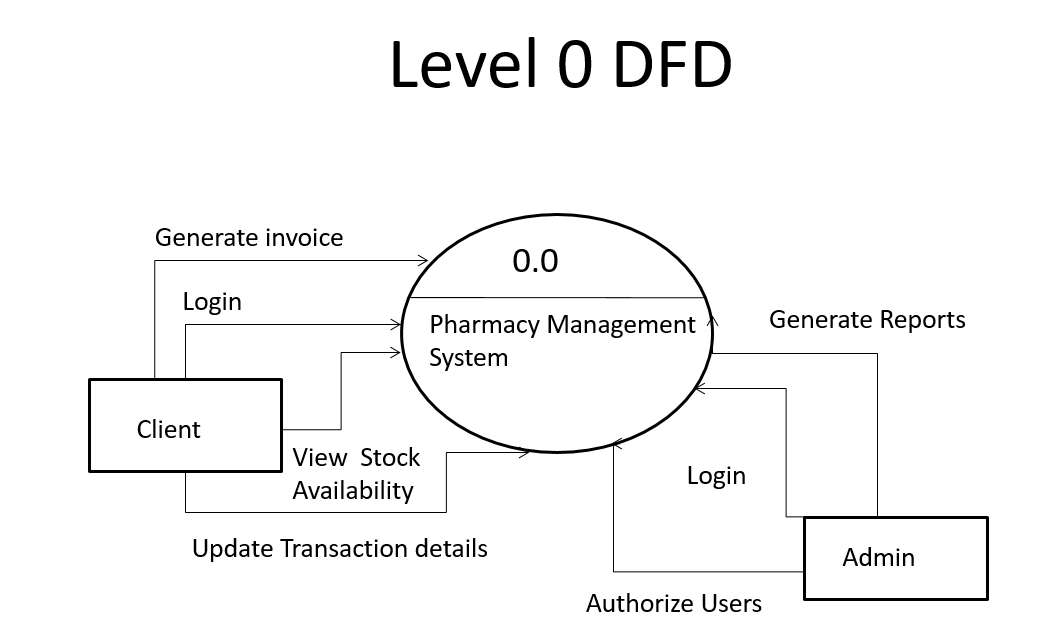 Level 0 DFD
Generate invoice
0.0
Login
Pharmacy Management
System
Generate Reports
Client
View  Stock
Availability
Login
Update Transaction details
Admin
Authorize Users